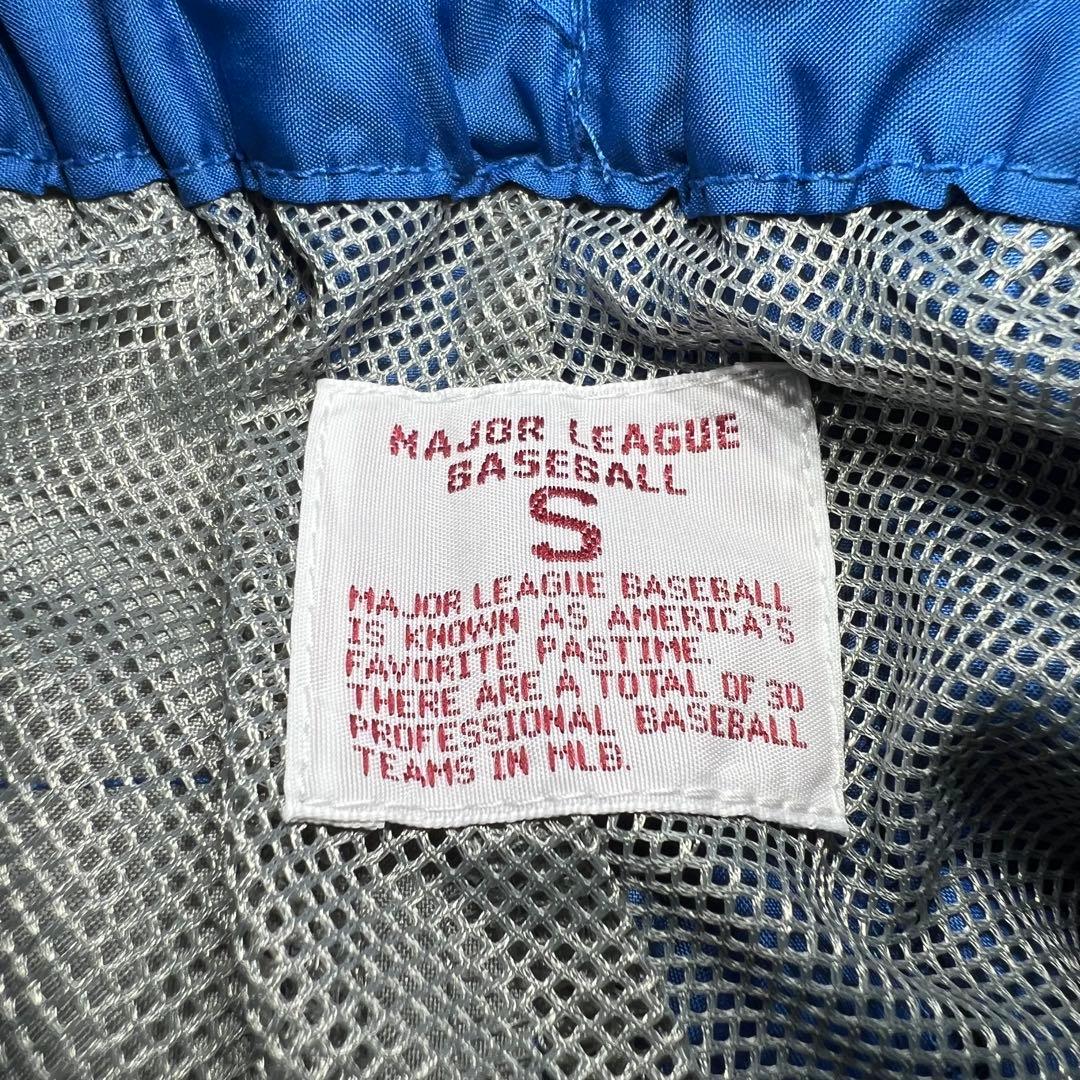 MAJOR LEAGUE
BASEBALL
S
MAJOR LEAGUE BASEBALL
IS KNOWN AS AMERICA'S
FAVORITE PASTIME.
THERE ARE A TOTAL OF 30
PROFESSIONAL BASEBALL
TEAMS IN MLB.